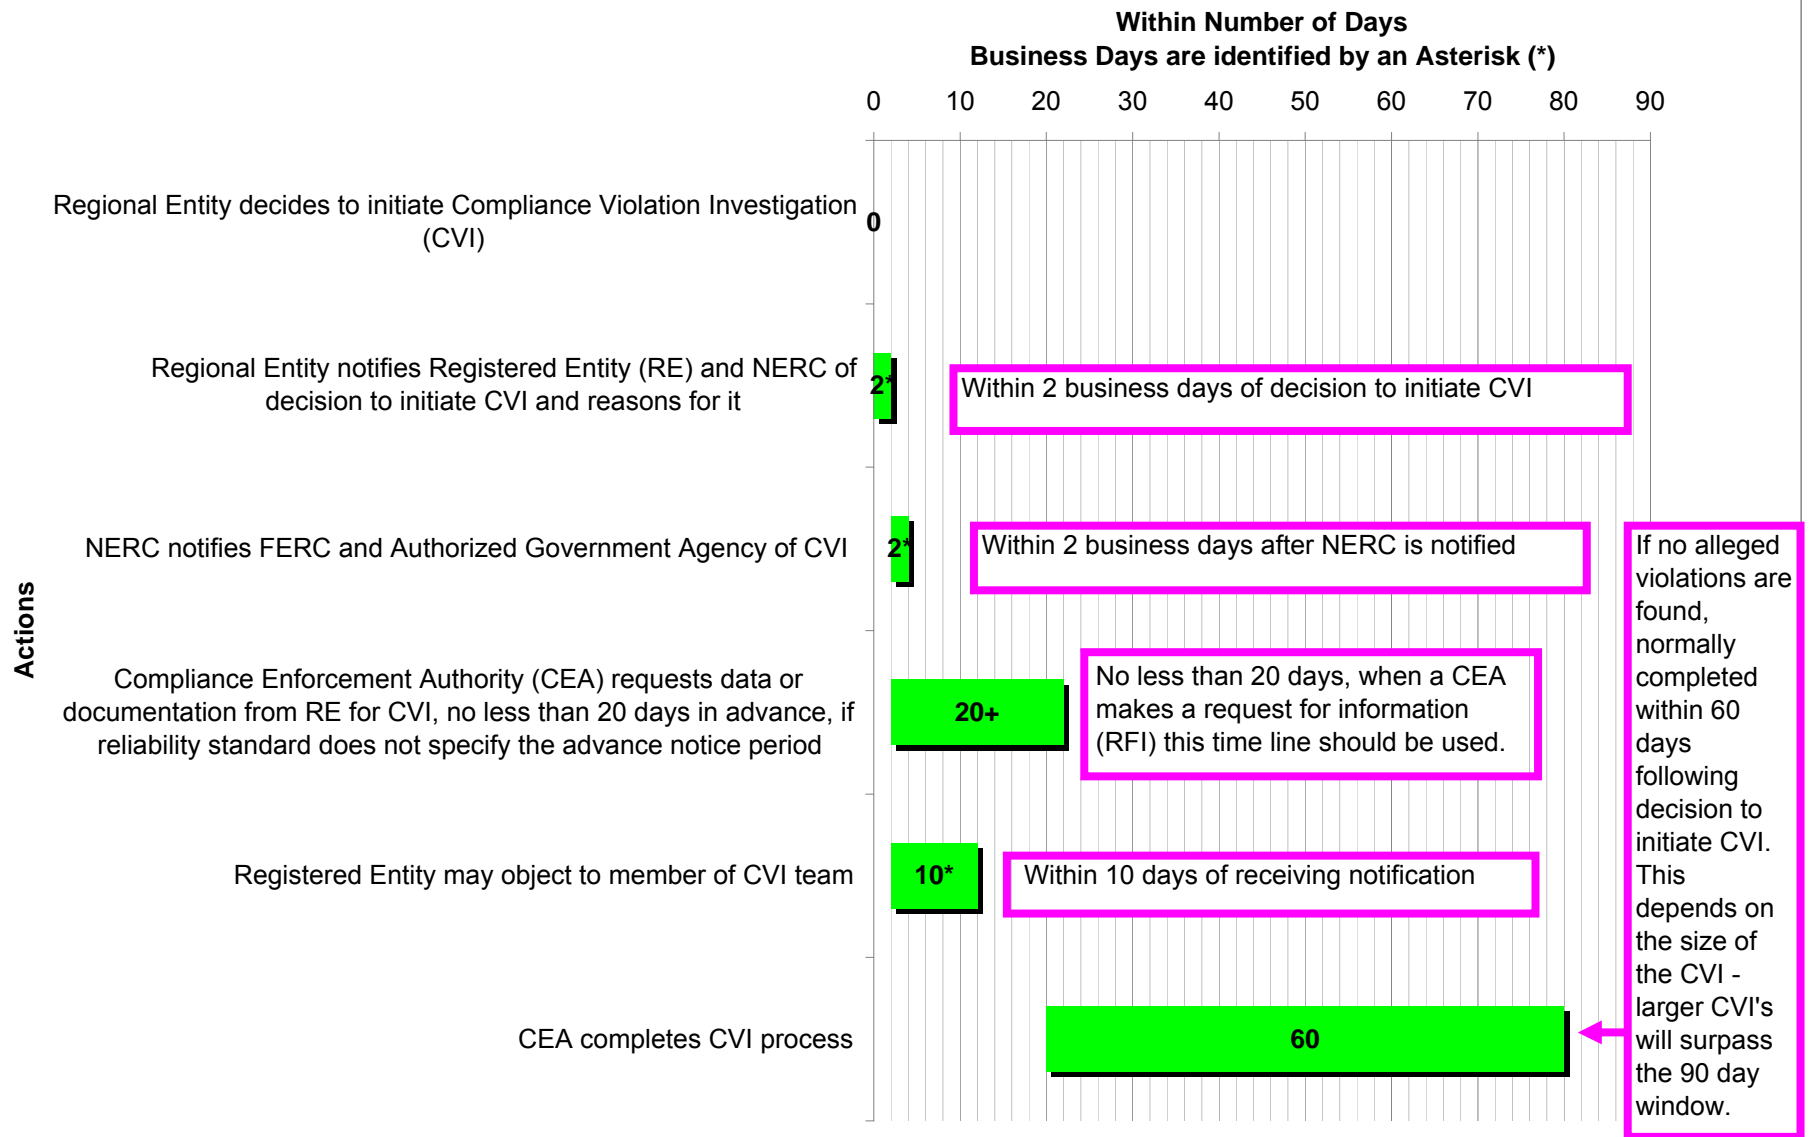 Within Number of Days
Business Days are identified by an Asterisk (*)
0 10 20 30 40 50 60 70 80 90
Actions
Regional Entity decides to initiate Compliance Violation Investigation
(CVI)
0
Regional Entity notifies Registered Entity (RE) and NERC of
decision to initiate CVI and reasons for it
2*
Within 2 business days of decision to initiate CVI
NERC notifies FERC and Authorized Government Agency of CVI
2*
Within 2 business days after NERC is notified
Compliance Enforcement Authority (CEA) requests data or
documentation from RE for CVI, no less than 20 days in advance, if
reliability standard does not specify the advance notice period
20+
No less than 20 days, when a CEA
makes a request for information
(RFI) this time line should be used.
Registered Entity may object to member of CVI team
10*
Within 10 days of receiving notification
CEA completes CVI process
60
If no alleged
violations are
found,
normally
completed
within 60
days
following
decision to
initiate CVI.
This
depends on
the size of
the CVI -
larger CVI's
will surpass
the 90 day
window.